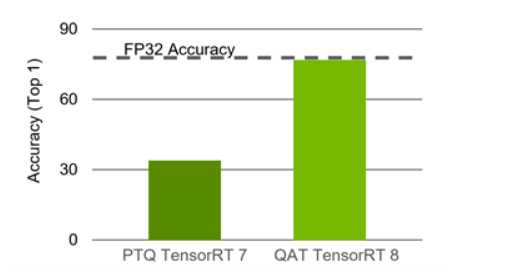 90
FP32 Accuracy
60
Accuracy (Top 1)
30
0
PTQ TensorRT 7
QAT TensorRT 8